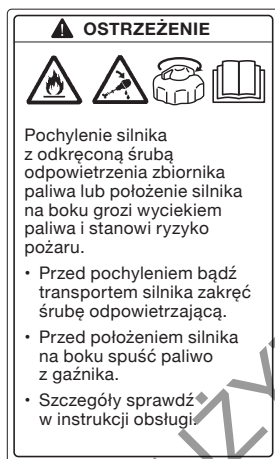 OSTRZEŻENIE
Pochylenie silnika
z odkręconą śrubą
odpowietrzenia zbiornika
paliwa lub położenie silnika
na boku grozi wyciekiem
paliwa i stanowi ryzyko
pożaru.
• Przed pochyleniem bądź
transportem silnika zakręć
śrubę odpowietrzającą.
• Przed położeniem silnika
na boku spuść paliwo
z gaźnika.
• Szczegóły sprawdź
w instrukcji obsługi.